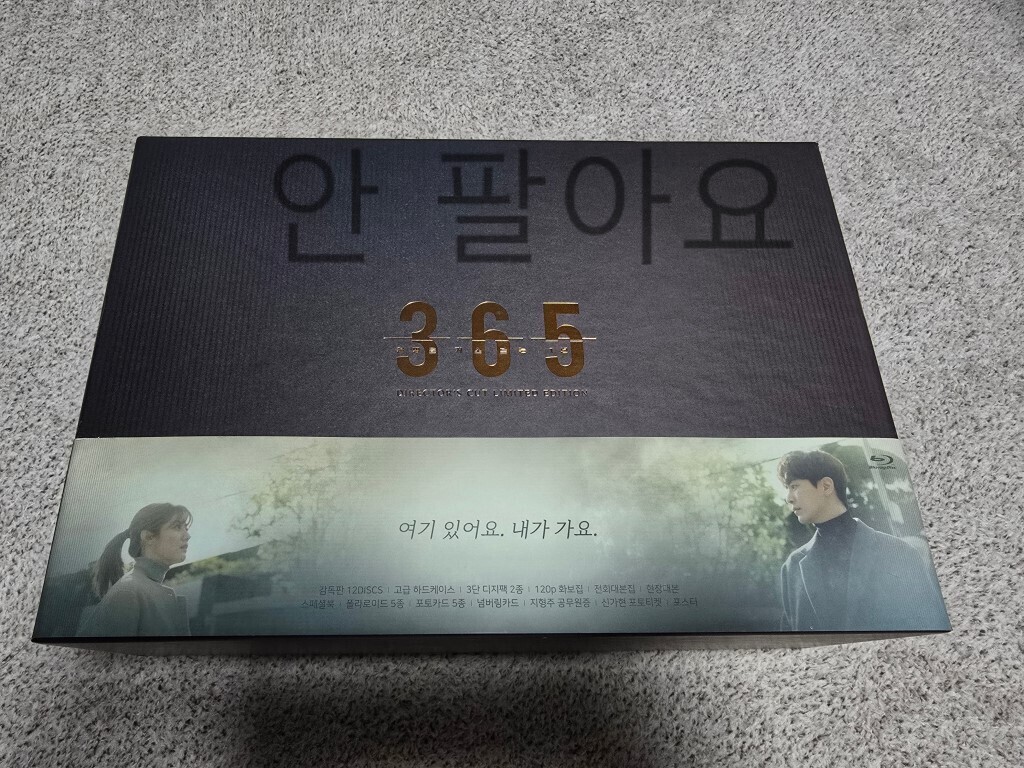 안 팔아요
365
DIRECTOR'S CUT LIMITED EDITION
여기 있어요. 내가 가요.
감독판 12DISCS | 고급 하드케이스 | 3단 디지팩 2종 | 120p 화보집 | 전회대본집 | 현장대본
스페셜북 | 폴라로이드 5종 | 포토카드 5종 | 넘버링카드 | 지형주 공무원증 | 신가현 포토티켓 | 포스터